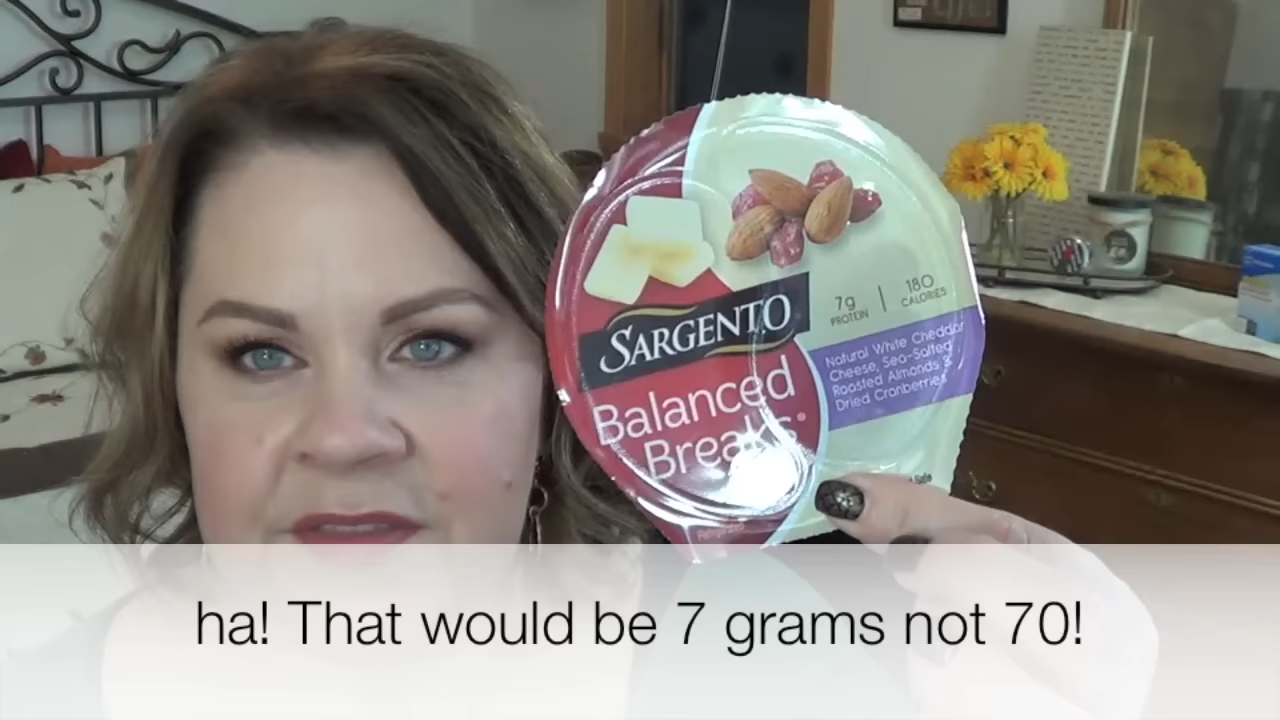 7g | 180
PROTEIN CALORIES
SARGENTO
Natural White Cheddar
Cheese, Sea-Salted
Roasted Almonds &
Dried Cranberries
Balanced
Breaks®
ha! That would be 7 grams not 70!